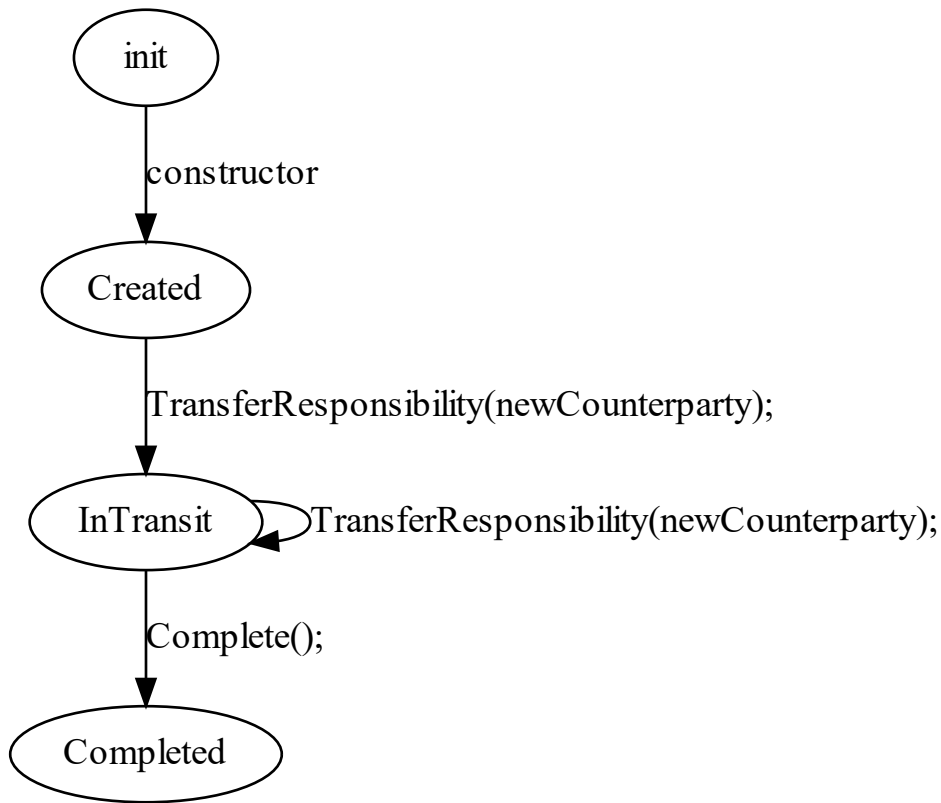 init
constructor
Created
TransferResponsibility(newCounterparty);
InTransit
TransferResponsibility(newCounterparty);
Complete();
Completed